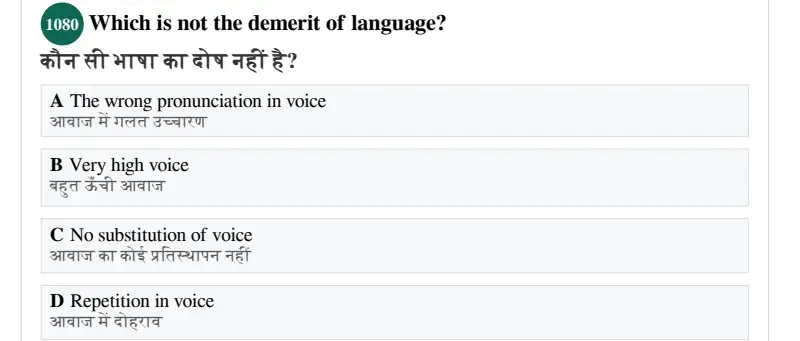 1080 Which is not the demerit of language?
कौन सी भाषा का दोष नहीं है?
A The wrong pronunciation in voice
आवाज में गलत उच्चारण
B Very high voice
बहुत ऊँची आवाज
C No substitution of voice
आवाज का कोई प्रतिस्थापन नहीं
D Repetition in voice
आवाज में दोहराव